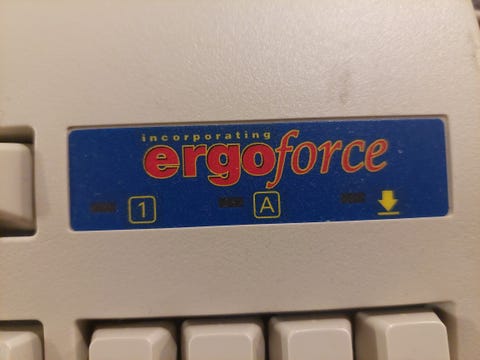 incorporating
ergoforce
1 A